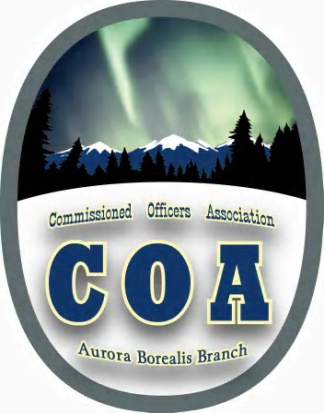 Commissioned Officers Association
COA
Aurora Borealis Branch